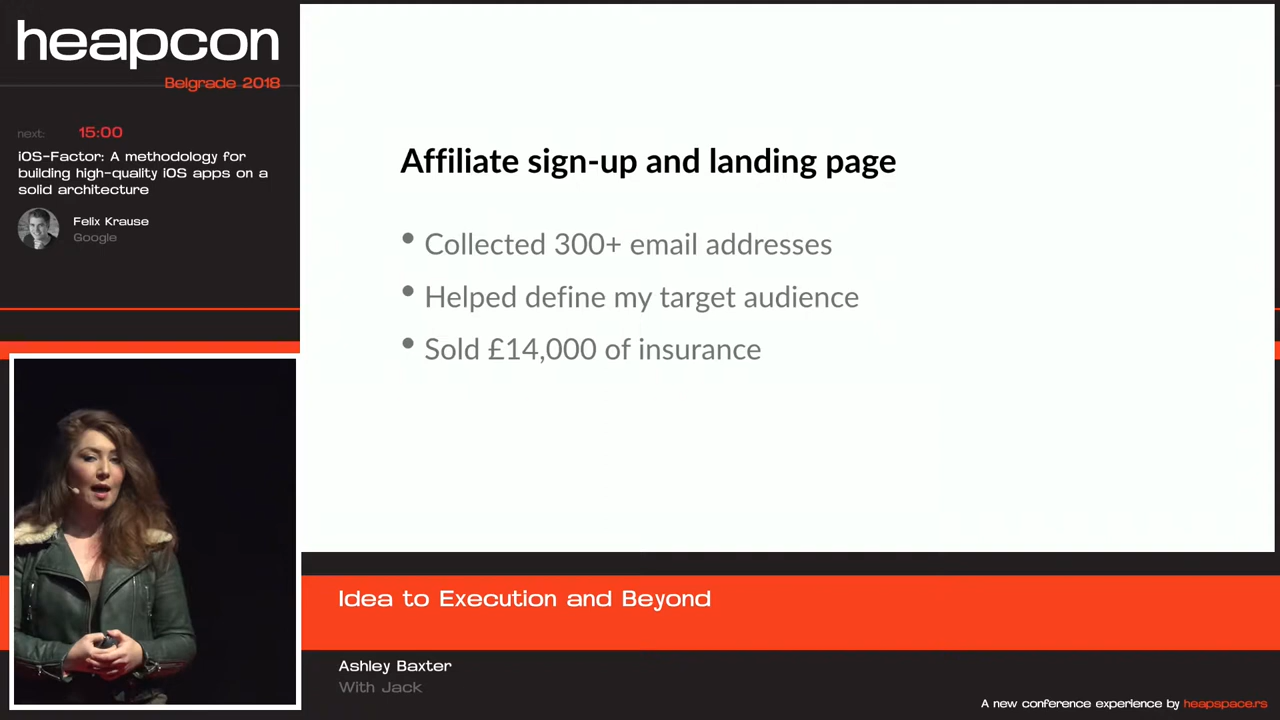 heapcon
Belgrade 2018
next: 15:00
iOS-Factor: A methodology for
building high-quality iOS apps on a
solid architecture
Felix Krause
Google
Affiliate sign-up and landing page
• Collected 300+ email addresses
• Helped define my target audience
• Sold £14,000 of insurance
Idea to Execution and Beyond
Ashley Baxter
With Jack
A new conference experience by heapspace.rs